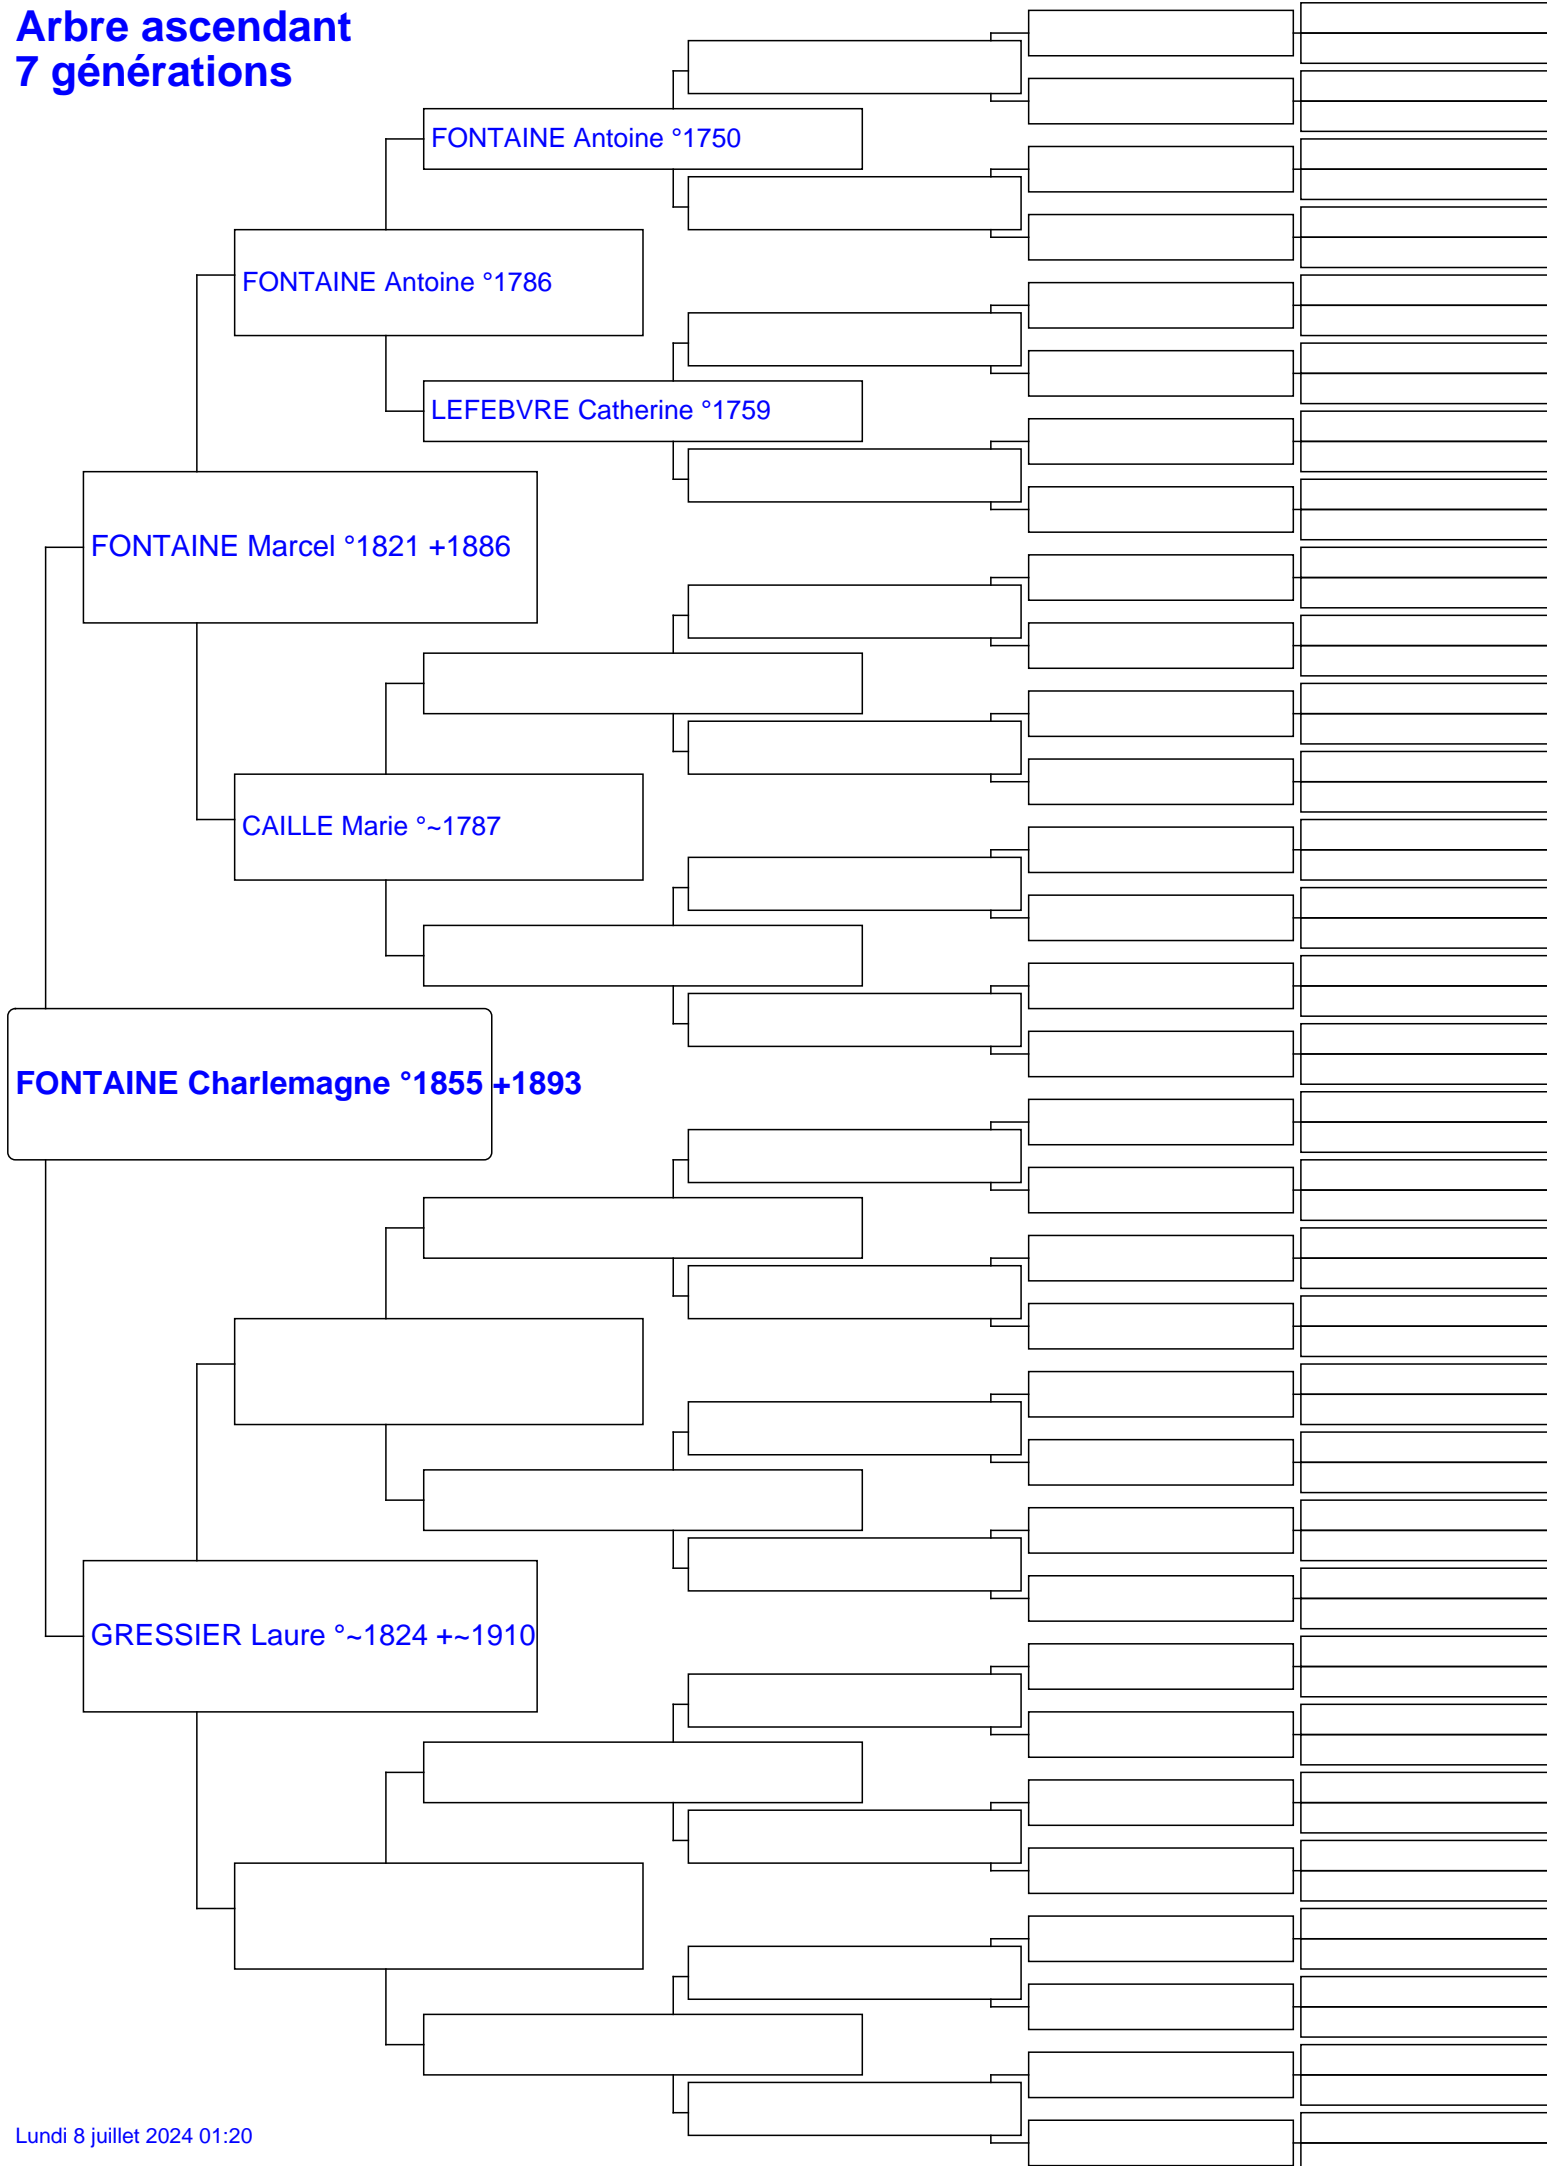 Arbre ascendant
7 générations
FONTAINE Antoine °1750
FONTAINE Antoine °1786
LEFEBVRE Catherine °1759
FONTAINE Marcel °1821 +1886
CAILLE Marie °~1787
FONTAINE Charlemagne °1855 +1893
GRESSIER Laure °~1824 +~1910
Lundi 8 juillet 2024 01:20